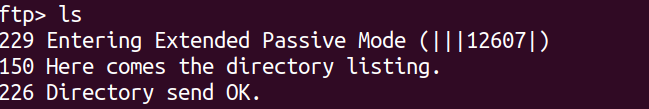 ftp> ls
229 Entering Extended Passive Mode (|||12607|)
150 Here comes the directory listing.
226 Directory send OK.